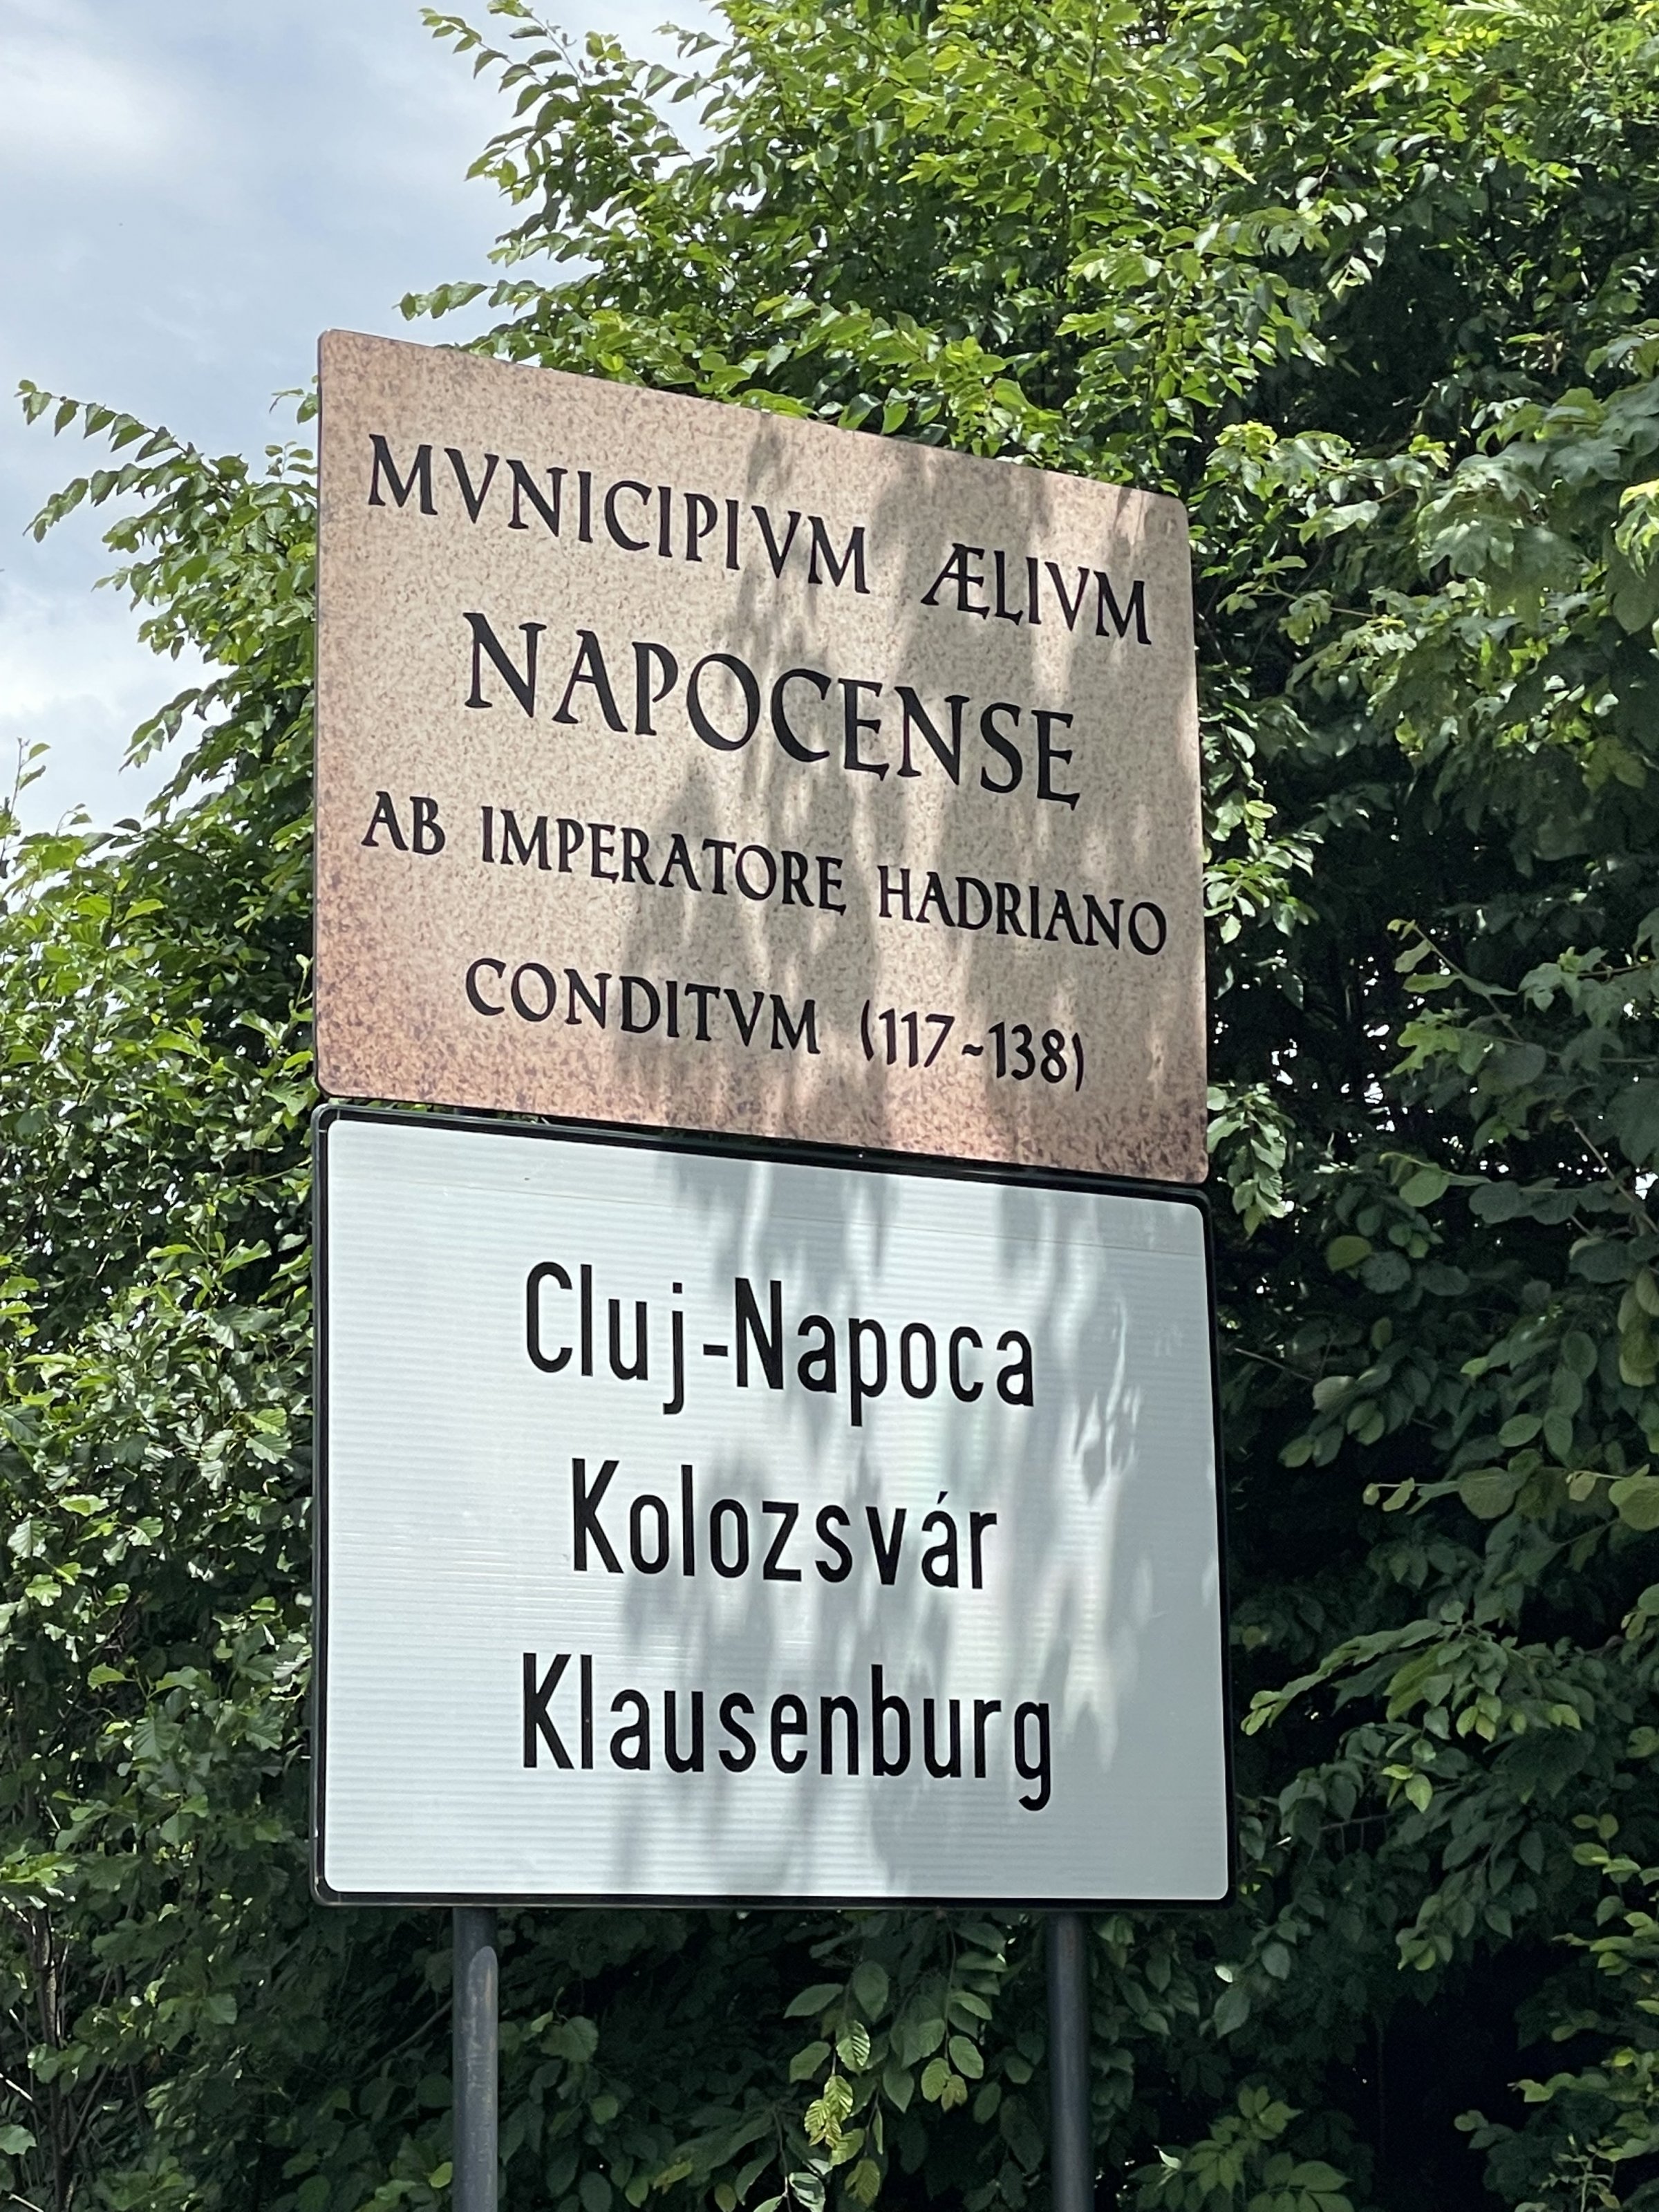 MVNICIPIVM ÆLIVM
NAPOCENSE
AB IMPERATORE HADRIANO
CONDITVM (117~138)
Cluj-Napoca
Kolozsvár
Klausenburg